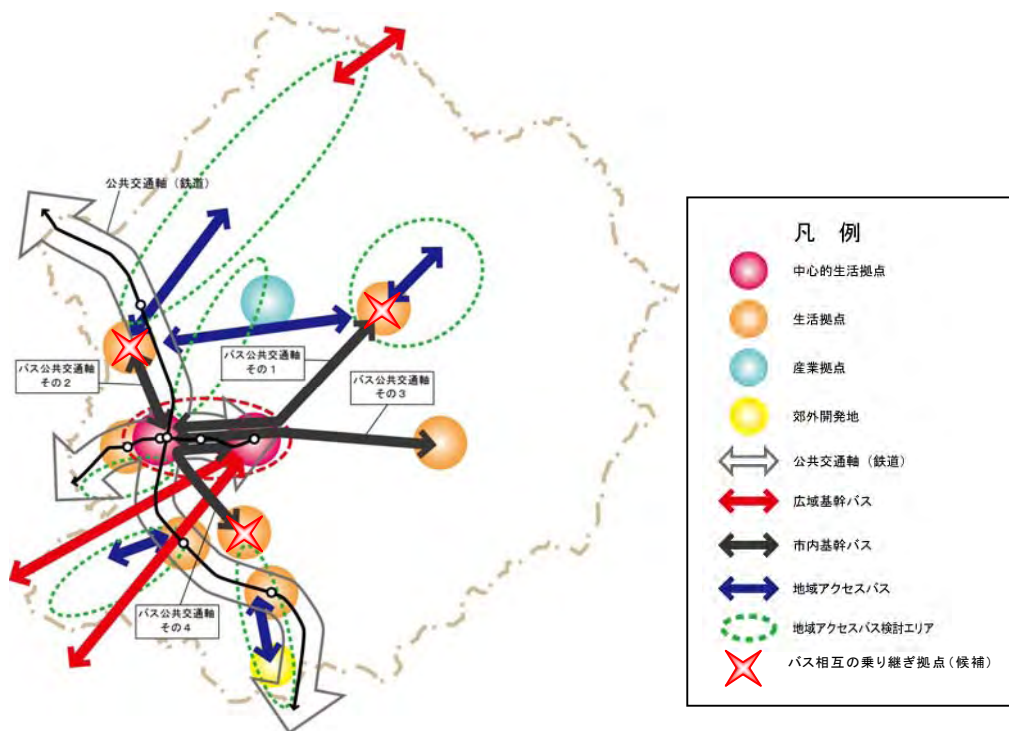 公共交通軸（鉄道）
バス公共交通軸
その２
バス公共交通軸
その１
バス公共交通軸
その３
バス公共交通軸
その４
凡　例
中心的生活拠点
生活拠点
産業拠点
郊外開発地
公共交通軸（鉄道）
広域基幹バス
市内基幹バス
地域アクセスバス
地域アクセスバス検討エリア
バス相互の乗り継ぎ拠点（候補）